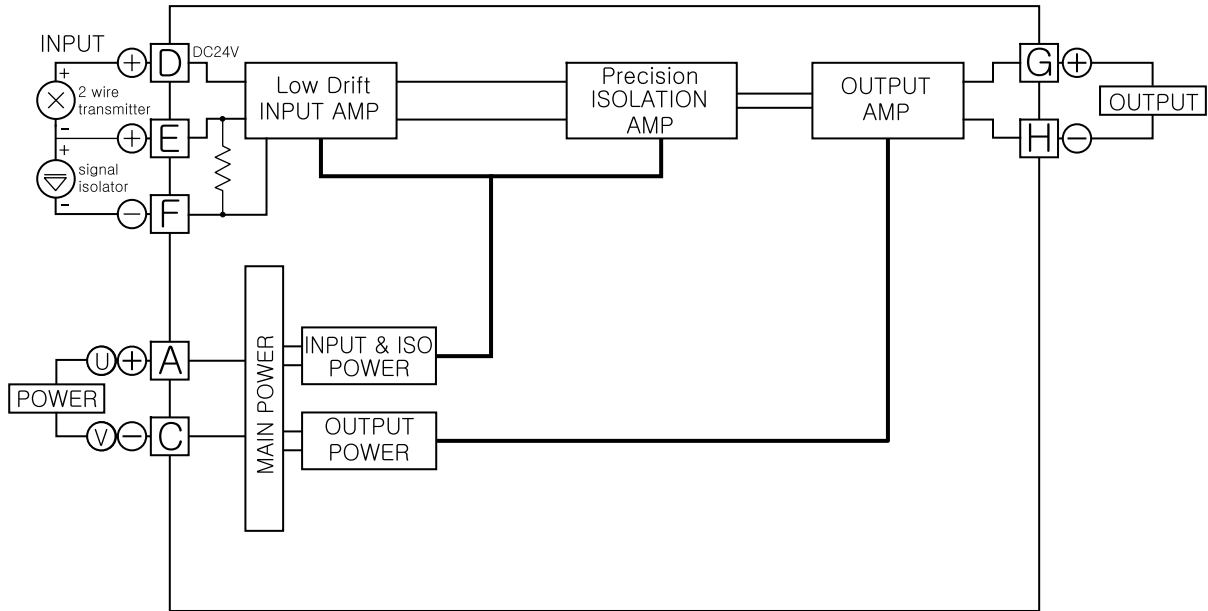 INPUT
+
D
DC24V
+
2 wire
transmitter
-
+
E
+
signal
isolator
-
-
F
Low Drift
INPUT AMP
Precision
ISOLATION
AMP
OUTPUT
AMP
G
+
OUTPUT
H
-
POWER
U
+
A
V
-
C
MAIN POWER
INPUT & ISO
POWER
OUTPUT
POWER